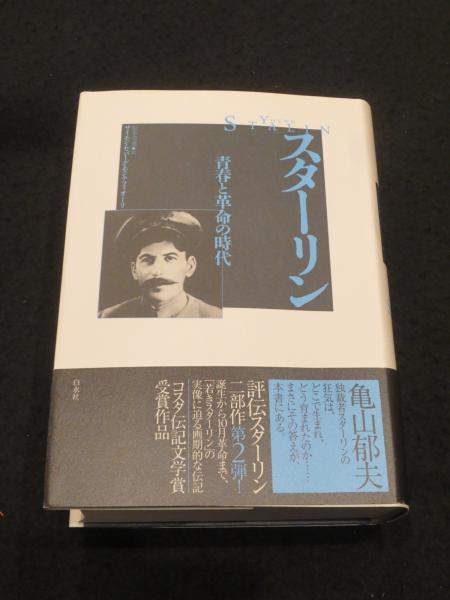 YOUNG
STALIN
スターリン
青春と革命の時代
サイモン・セバーグ・モンテフィオーリ
亀山郁夫
独裁者スターリンの
狂気は、
どこで生まれ、
どう育まれたのか……
まさにその答えが、
本書にある。
評伝スターリン
二部作第2弾!
誕生から10月革命まで、
「若きスターリン」の
実像に迫る画期的な伝記
コスタ伝記文学賞
受賞作品
白水社